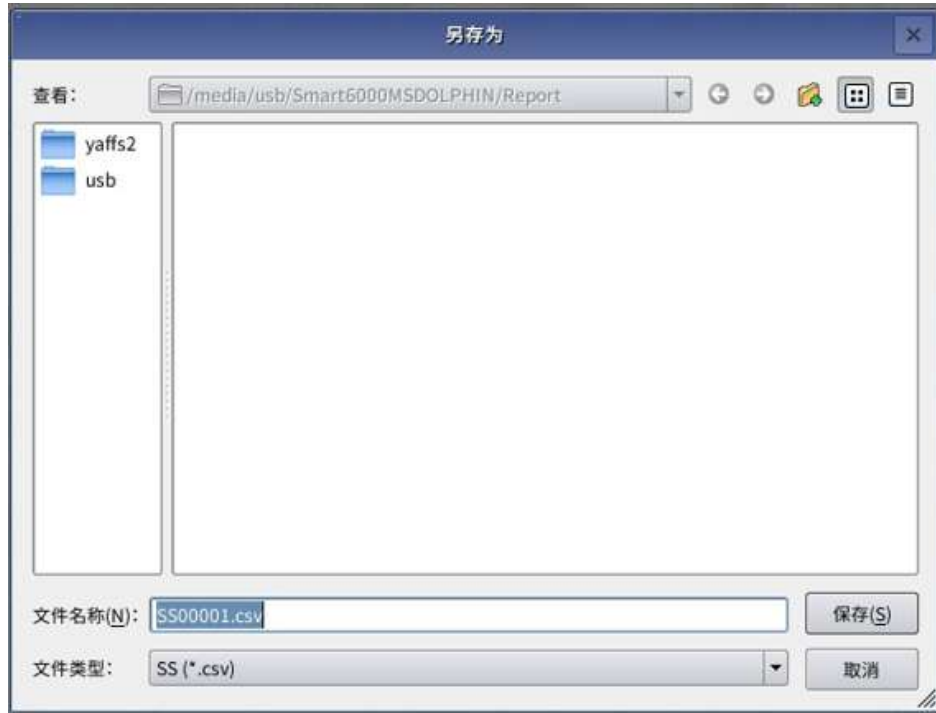 另存为
查看：
/media/usb/Smart6000MSDOLPHIN/Report
yaffs2
usb
文件名称(N)：
SS00001.csv
保存(S)
文件类型：
SS (*.csv)
取消